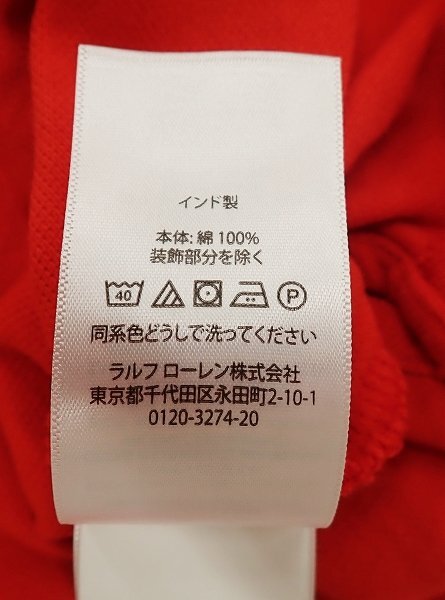 インド製
本体: 綿 100%
装飾部分を除く
40 P
同系色どうしで洗ってください
ラルフ ローレン株式会社
東京都千代田区永田町2-10-1
0120-3274-20